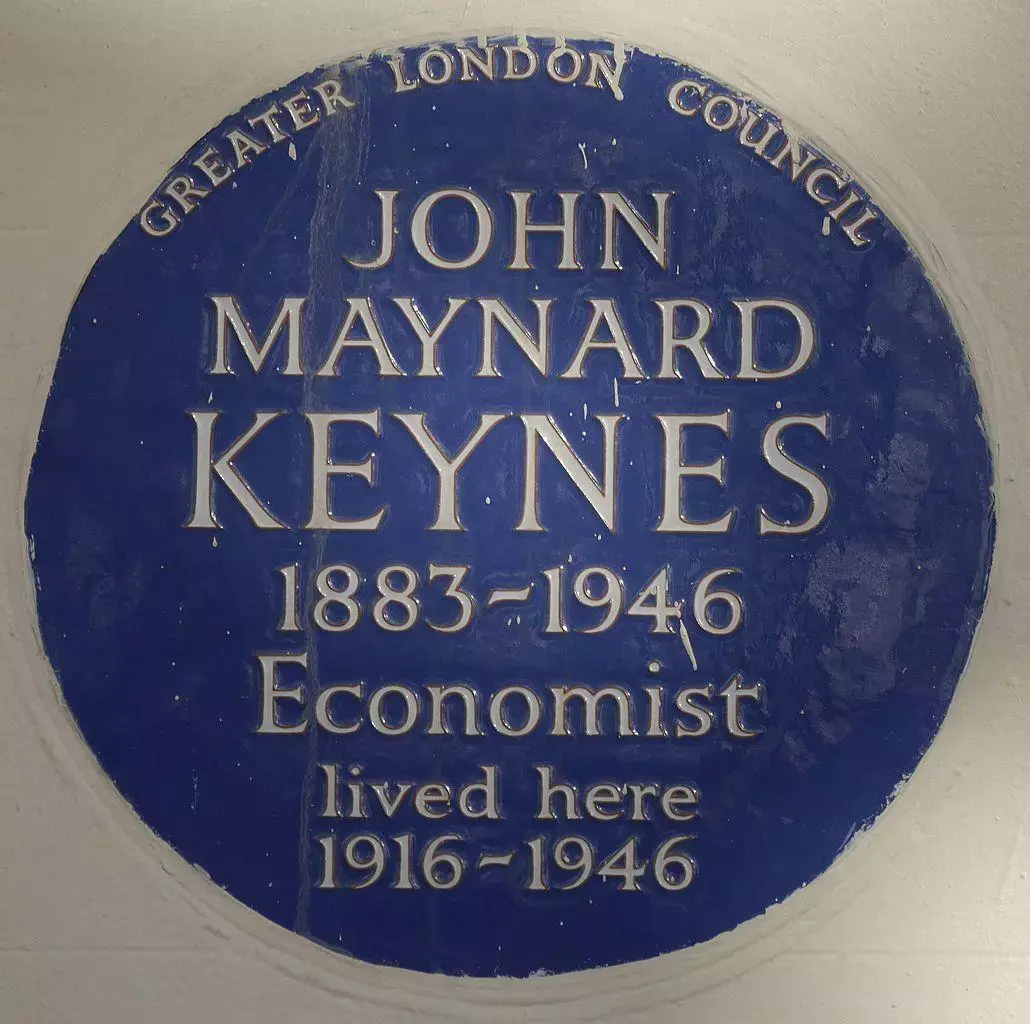 GREATER LONDON COUNCIL
JOHN
MAYNARD
KEYNES
1883-1946
Economist
lived here
1916-1946